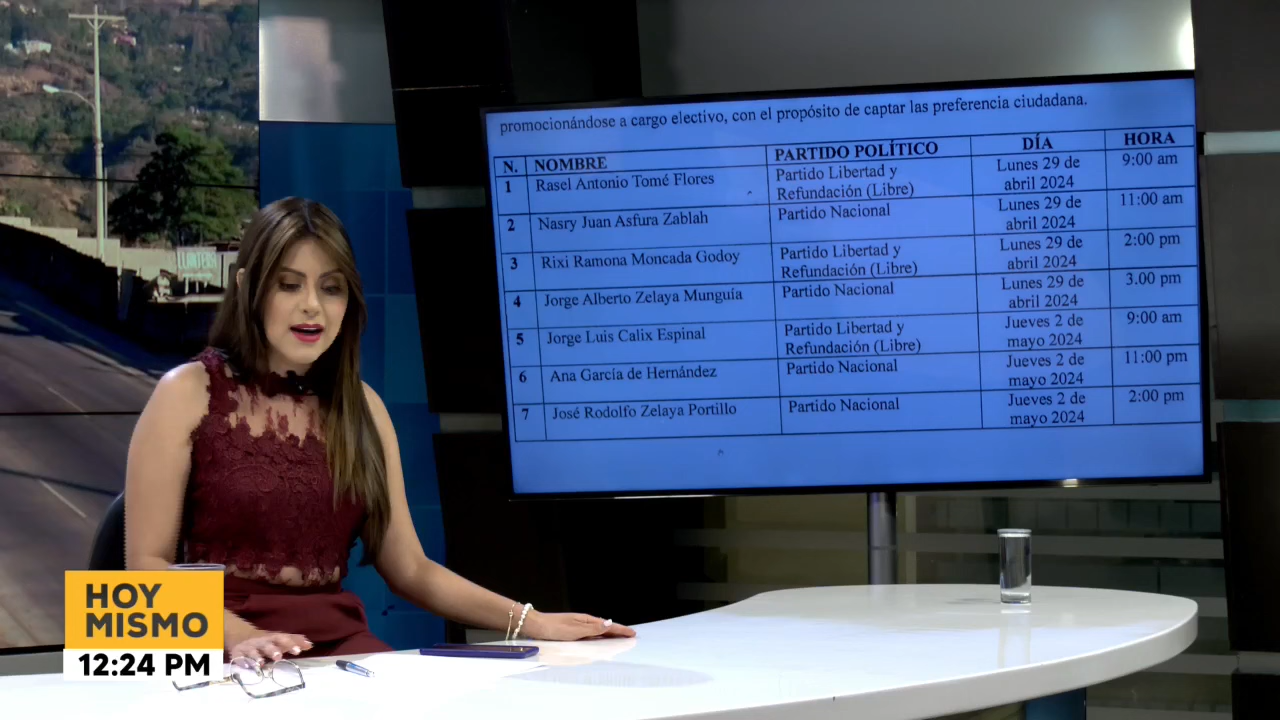 promocionándose a cargo electivo, con el propósito de captar las preferencia ciudadana.
N. NOMBRE PARTIDO POLÍTICO DÍA HORA
1 Rasel Antonio Tomé Flores Partido Libertad y Refundación (Libre) Lunes 29 de abril 2024 9:00 am
2 Nasry Juan Asfura Zablah Partido Nacional Lunes 29 de abril 2024 11:00 am
3 Rixi Ramona Moncada Godoy Partido Libertad y Refundación (Libre) Lunes 29 de abril 2024 2:00 pm
4 Jorge Alberto Zelaya Munguía Partido Nacional Lunes 29 de abril 2024 3.00 pm
5 Jorge Luis Calix Espinal Partido Libertad y Refundación (Libre) Jueves 2 de mayo 2024 9:00 am
6 Ana García de Hernández Partido Nacional Jueves 2 de mayo 2024 11:00 pm
7 José Rodolfo Zelaya Portillo Partido Nacional Jueves 2 de mayo 2024 2:00 pm
HOY
MISMO
12:24 PM